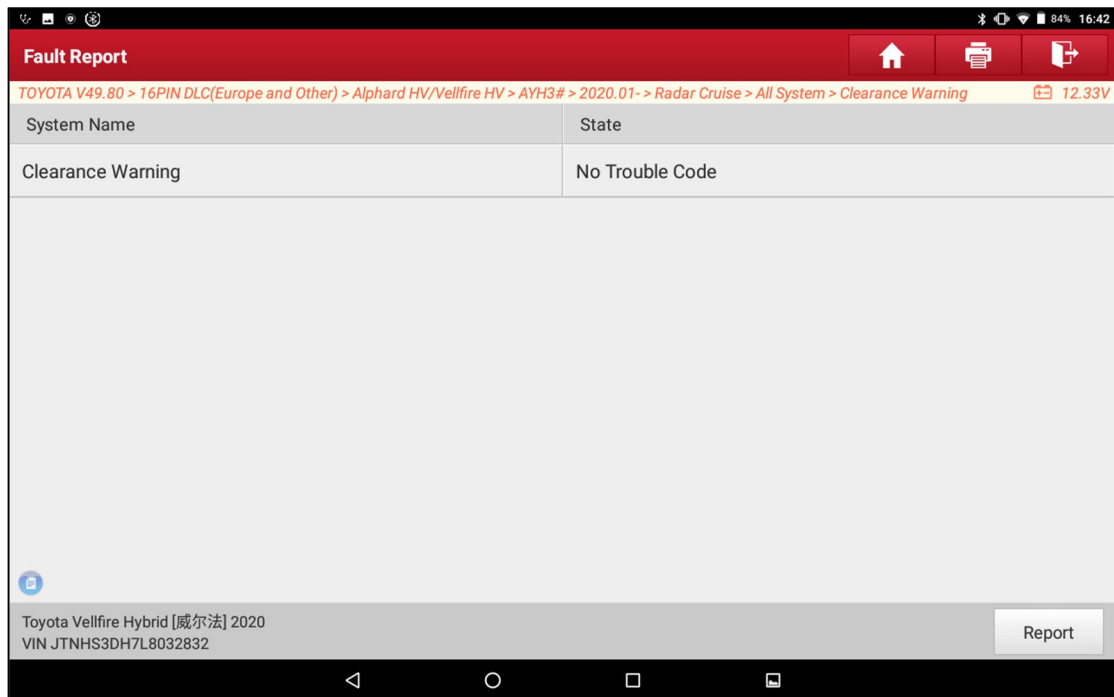 84% 16:42
Fault Report
TOYOTA V49.80 > 16PIN DLC(Europe and Other) > Alphard HV/Vellfire HV > AYH3# > 2020.01- > Radar Cruise > All System > Clearance Warning 12.33V
System Name State
Clearance Warning No Trouble Code
Toyota Vellfire Hybrid [威尔法] 2020
VIN JTNHS3DH7L8032832
Report